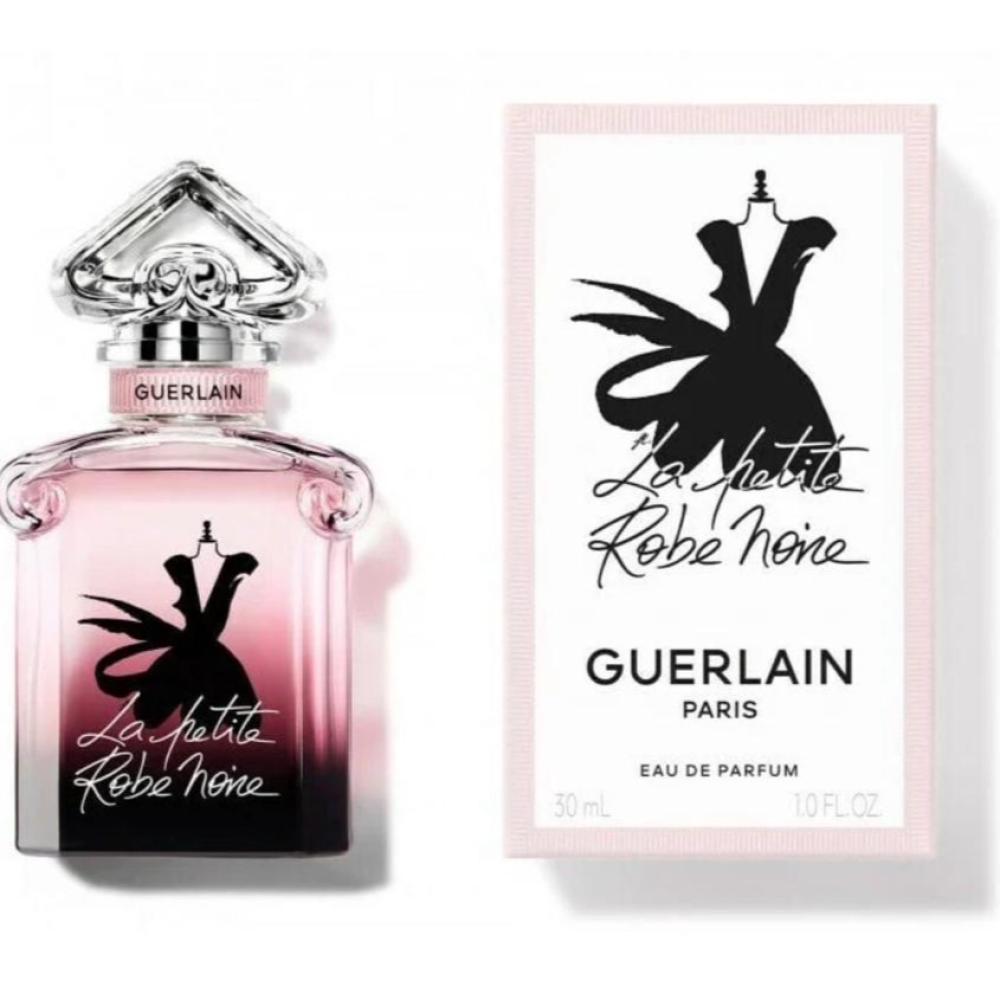 GUERLAIN
La petite
Robe Noire
La petite
Robe Noire
GUERLAIN
PARIS
EAU DE PARFUM
30 mL 1.0 FL.OZ.